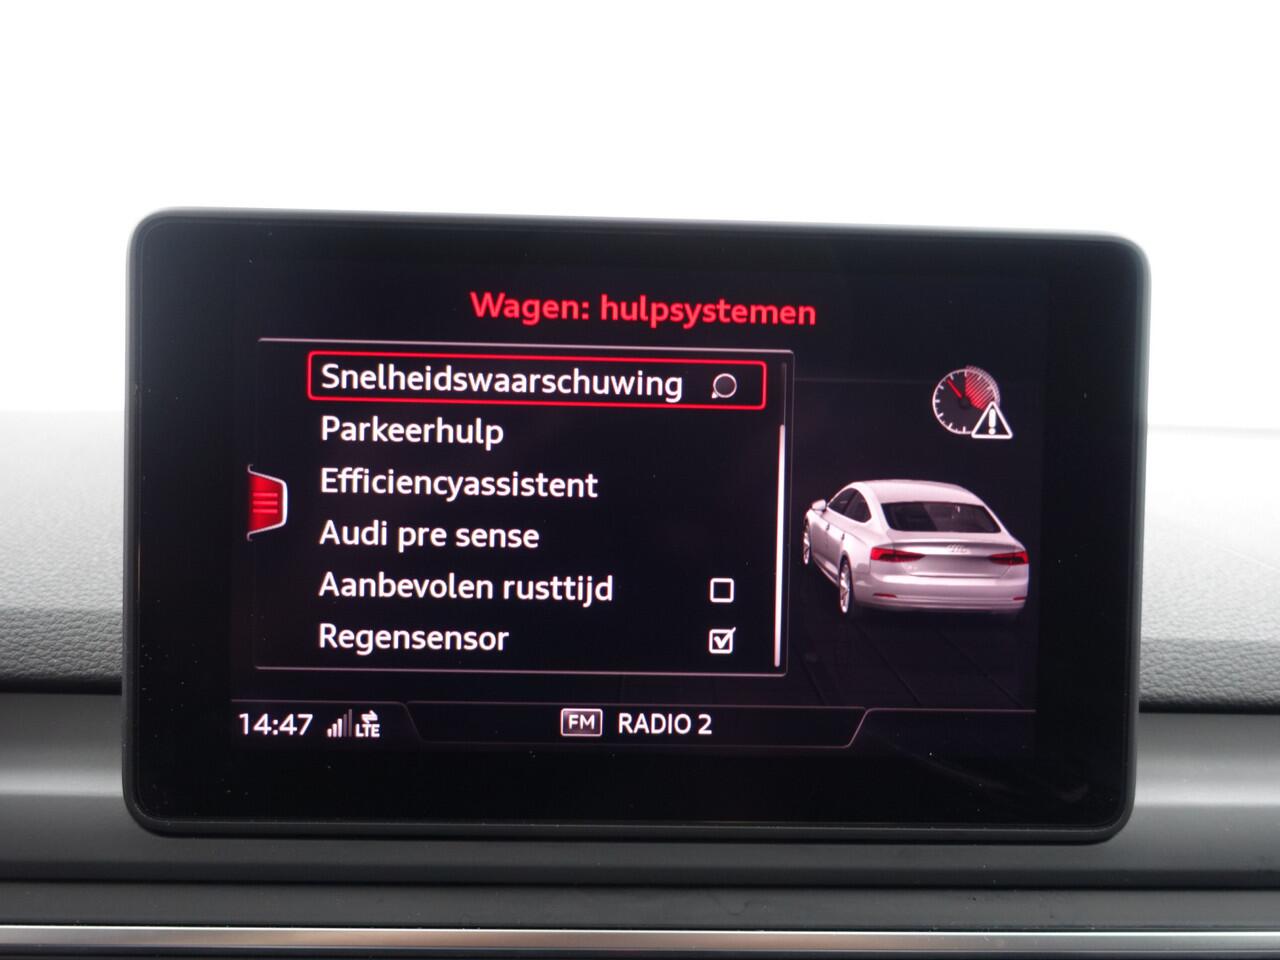 Wagen: hulpsystemen
Snelheidswaarschuwing
Parkeerhulp
Efficiencyassistent
Audi pre sense
Aanbevolen rusttijd
Regensensor
14:47 LTE FM RADIO 2